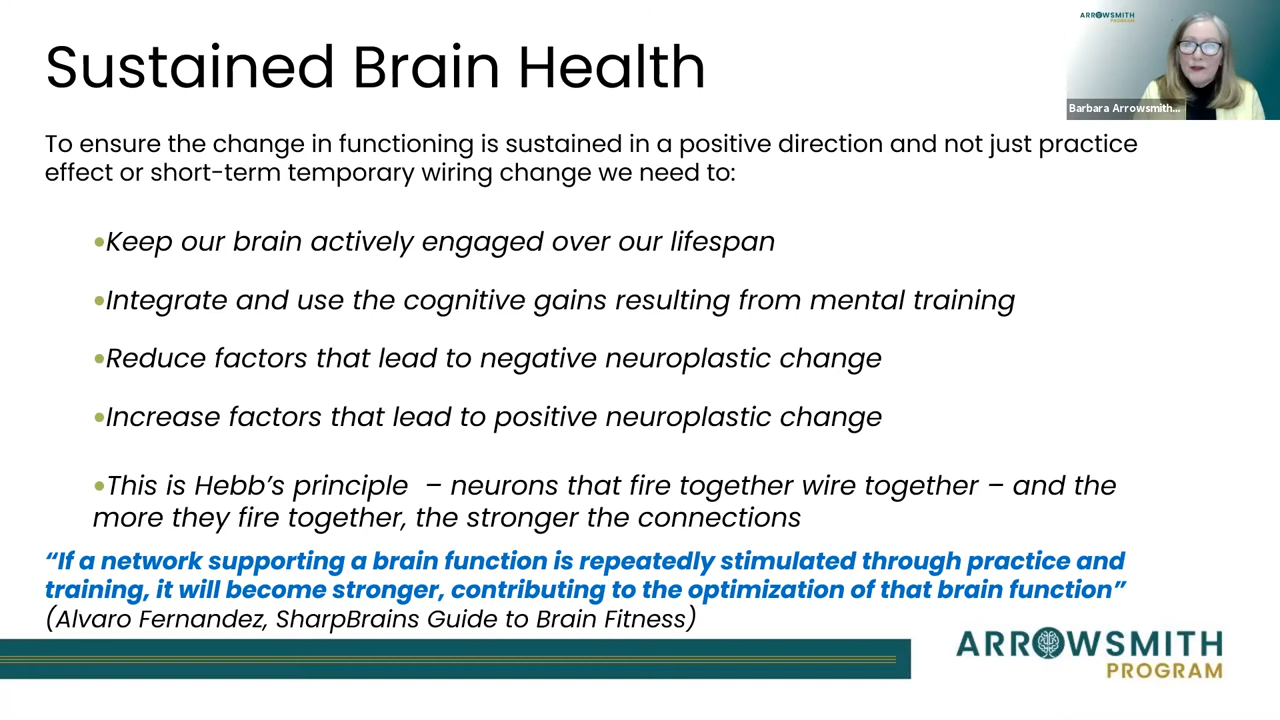 Sustained Brain Health
ARROWSMITH
PROGRAM
Barbara Arrowsmith...
To ensure the change in functioning is sustained in a positive direction and not just practice
effect or short-term temporary wiring change we need to:
•Keep our brain actively engaged over our lifespan
•Integrate and use the cognitive gains resulting from mental training
•Reduce factors that lead to negative neuroplastic change
•Increase factors that lead to positive neuroplastic change
•This is Hebb’s principle – neurons that fire together wire together – and the
more they fire together, the stronger the connections
“If a network supporting a brain function is repeatedly stimulated through practice and
training, it will become stronger, contributing to the optimization of that brain function”
(Alvaro Fernandez, SharpBrains Guide to Brain Fitness)
ARROWSMITH
PROGRAM